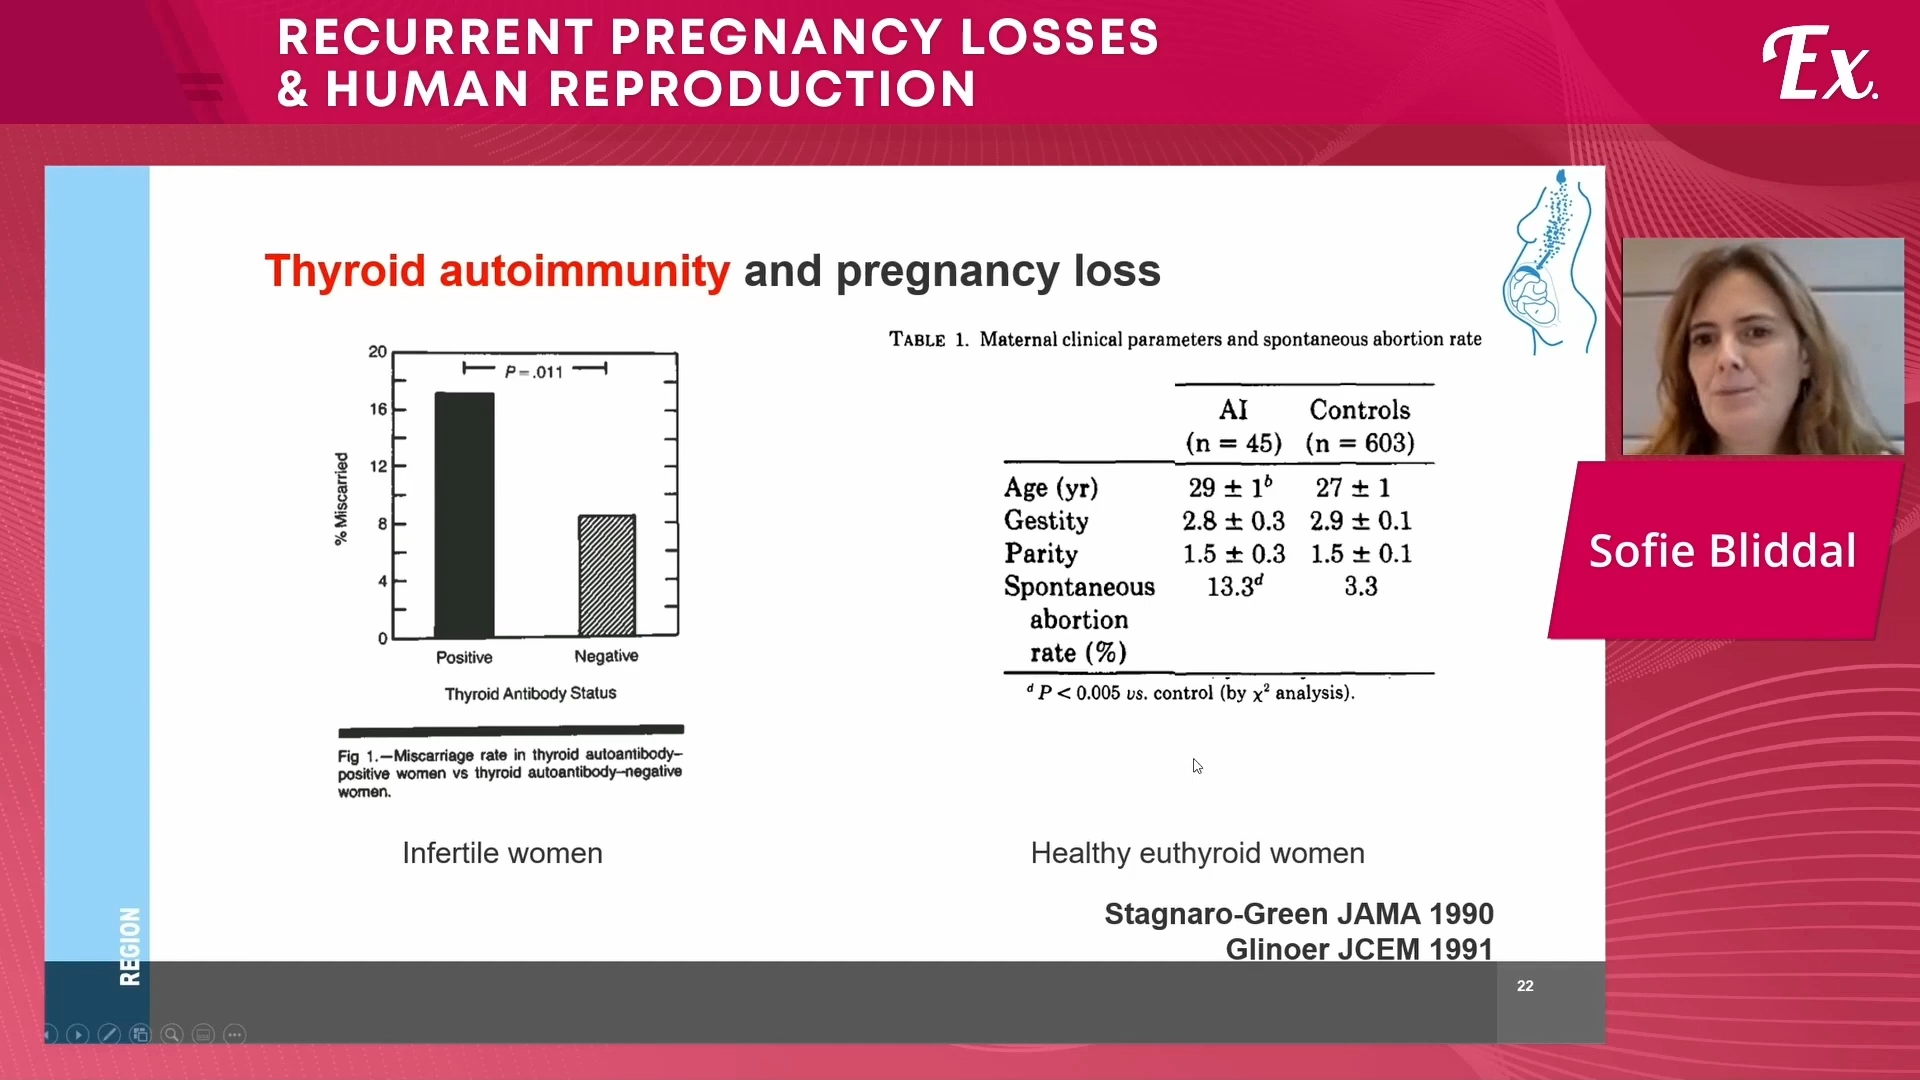 RECURRENT PREGNANCY LOSSES
& HUMAN REPRODUCTION
Ex.
Thyroid autoimmunity and pregnancy loss
20
16
12
8
4
0
% Miscarried
P=.011
Positive
Negative
Thyroid Antibody Status
Fig 1.—Miscarriage rate in thyroid autoantibody–
positive women vs thyroid autoantibody–negative
women.
Infertile women
TABLE 1. Maternal clinical parameters and spontaneous abortion rate
AI Controls
(n = 45) (n = 603)
Age (yr) 29 ± 1ᵇ 27 ± 1
Gestity 2.8 ± 0.3 2.9 ± 0.1
Parity 1.5 ± 0.3 1.5 ± 0.1
Spontaneous 13.3ᵈ 3.3
abortion
rate (%)
ᵈ P < 0.005 vs. control (by χ² analysis).
Healthy euthyroid women
Stagnaro-Green JAMA 1990
Glinoer JCEM 1991
REGION
22
Sofie Bliddal